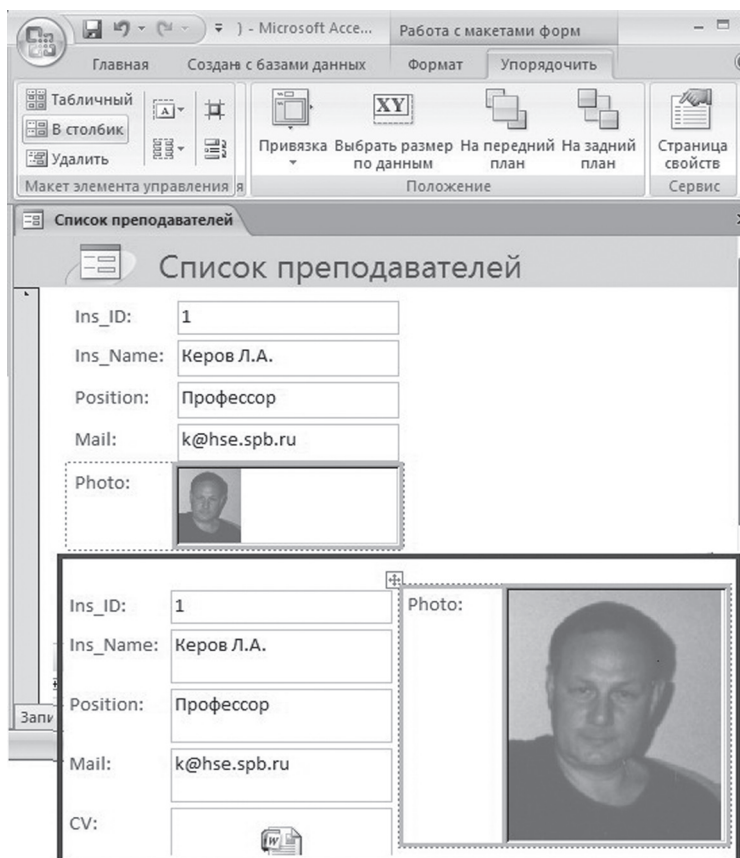 ) - Microsoft Acce... Работа с макетами форм
Главная Создани с базами данных Формат Упорядочить
Табличный
В столбик
Удалить
Привязка Выбрать размер по данным На передний план На задний план Страница свойств
Макет элемента управления я Положение Сервис
Список преподавателей
Список преподавателей
Ins_ID: 1
Ins_Name: Керов Л.А.
Position: Профессор
Mail: k@hse.spb.ru
Photo:
Ins_ID: 1
Photo:
Ins_Name: Керов Л.А.
Position: Профессор
Запи
Mail: k@hse.spb.ru
CV: